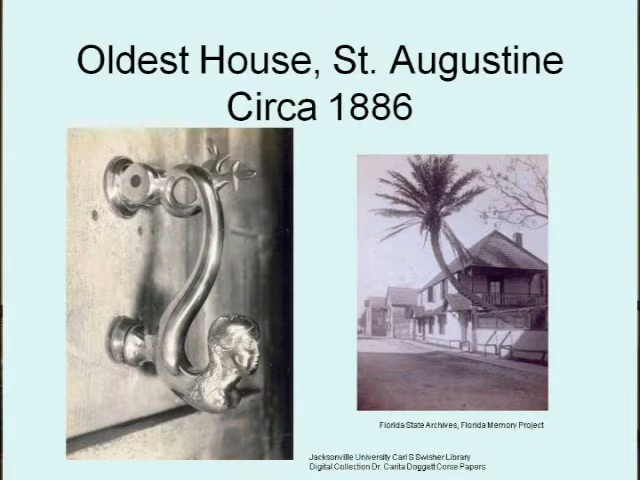 Oldest House, St. Augustine
Circa 1886
Florida State Archives, Florida Memory Project
Jacksonville University Carl S Swisher Library
Digital Collection Dr. Carita Doggett Corse Papers